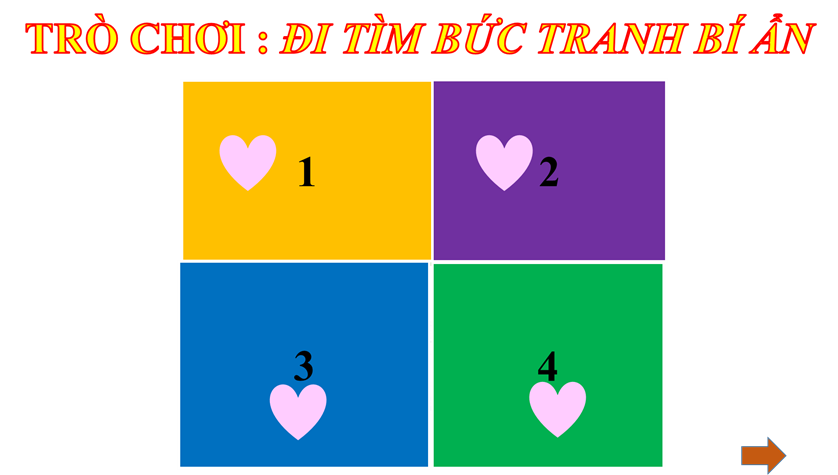 TRÒ CHƠI : ĐI TÌM BỨC TRANH BÍ ẨN
1
2
3
4